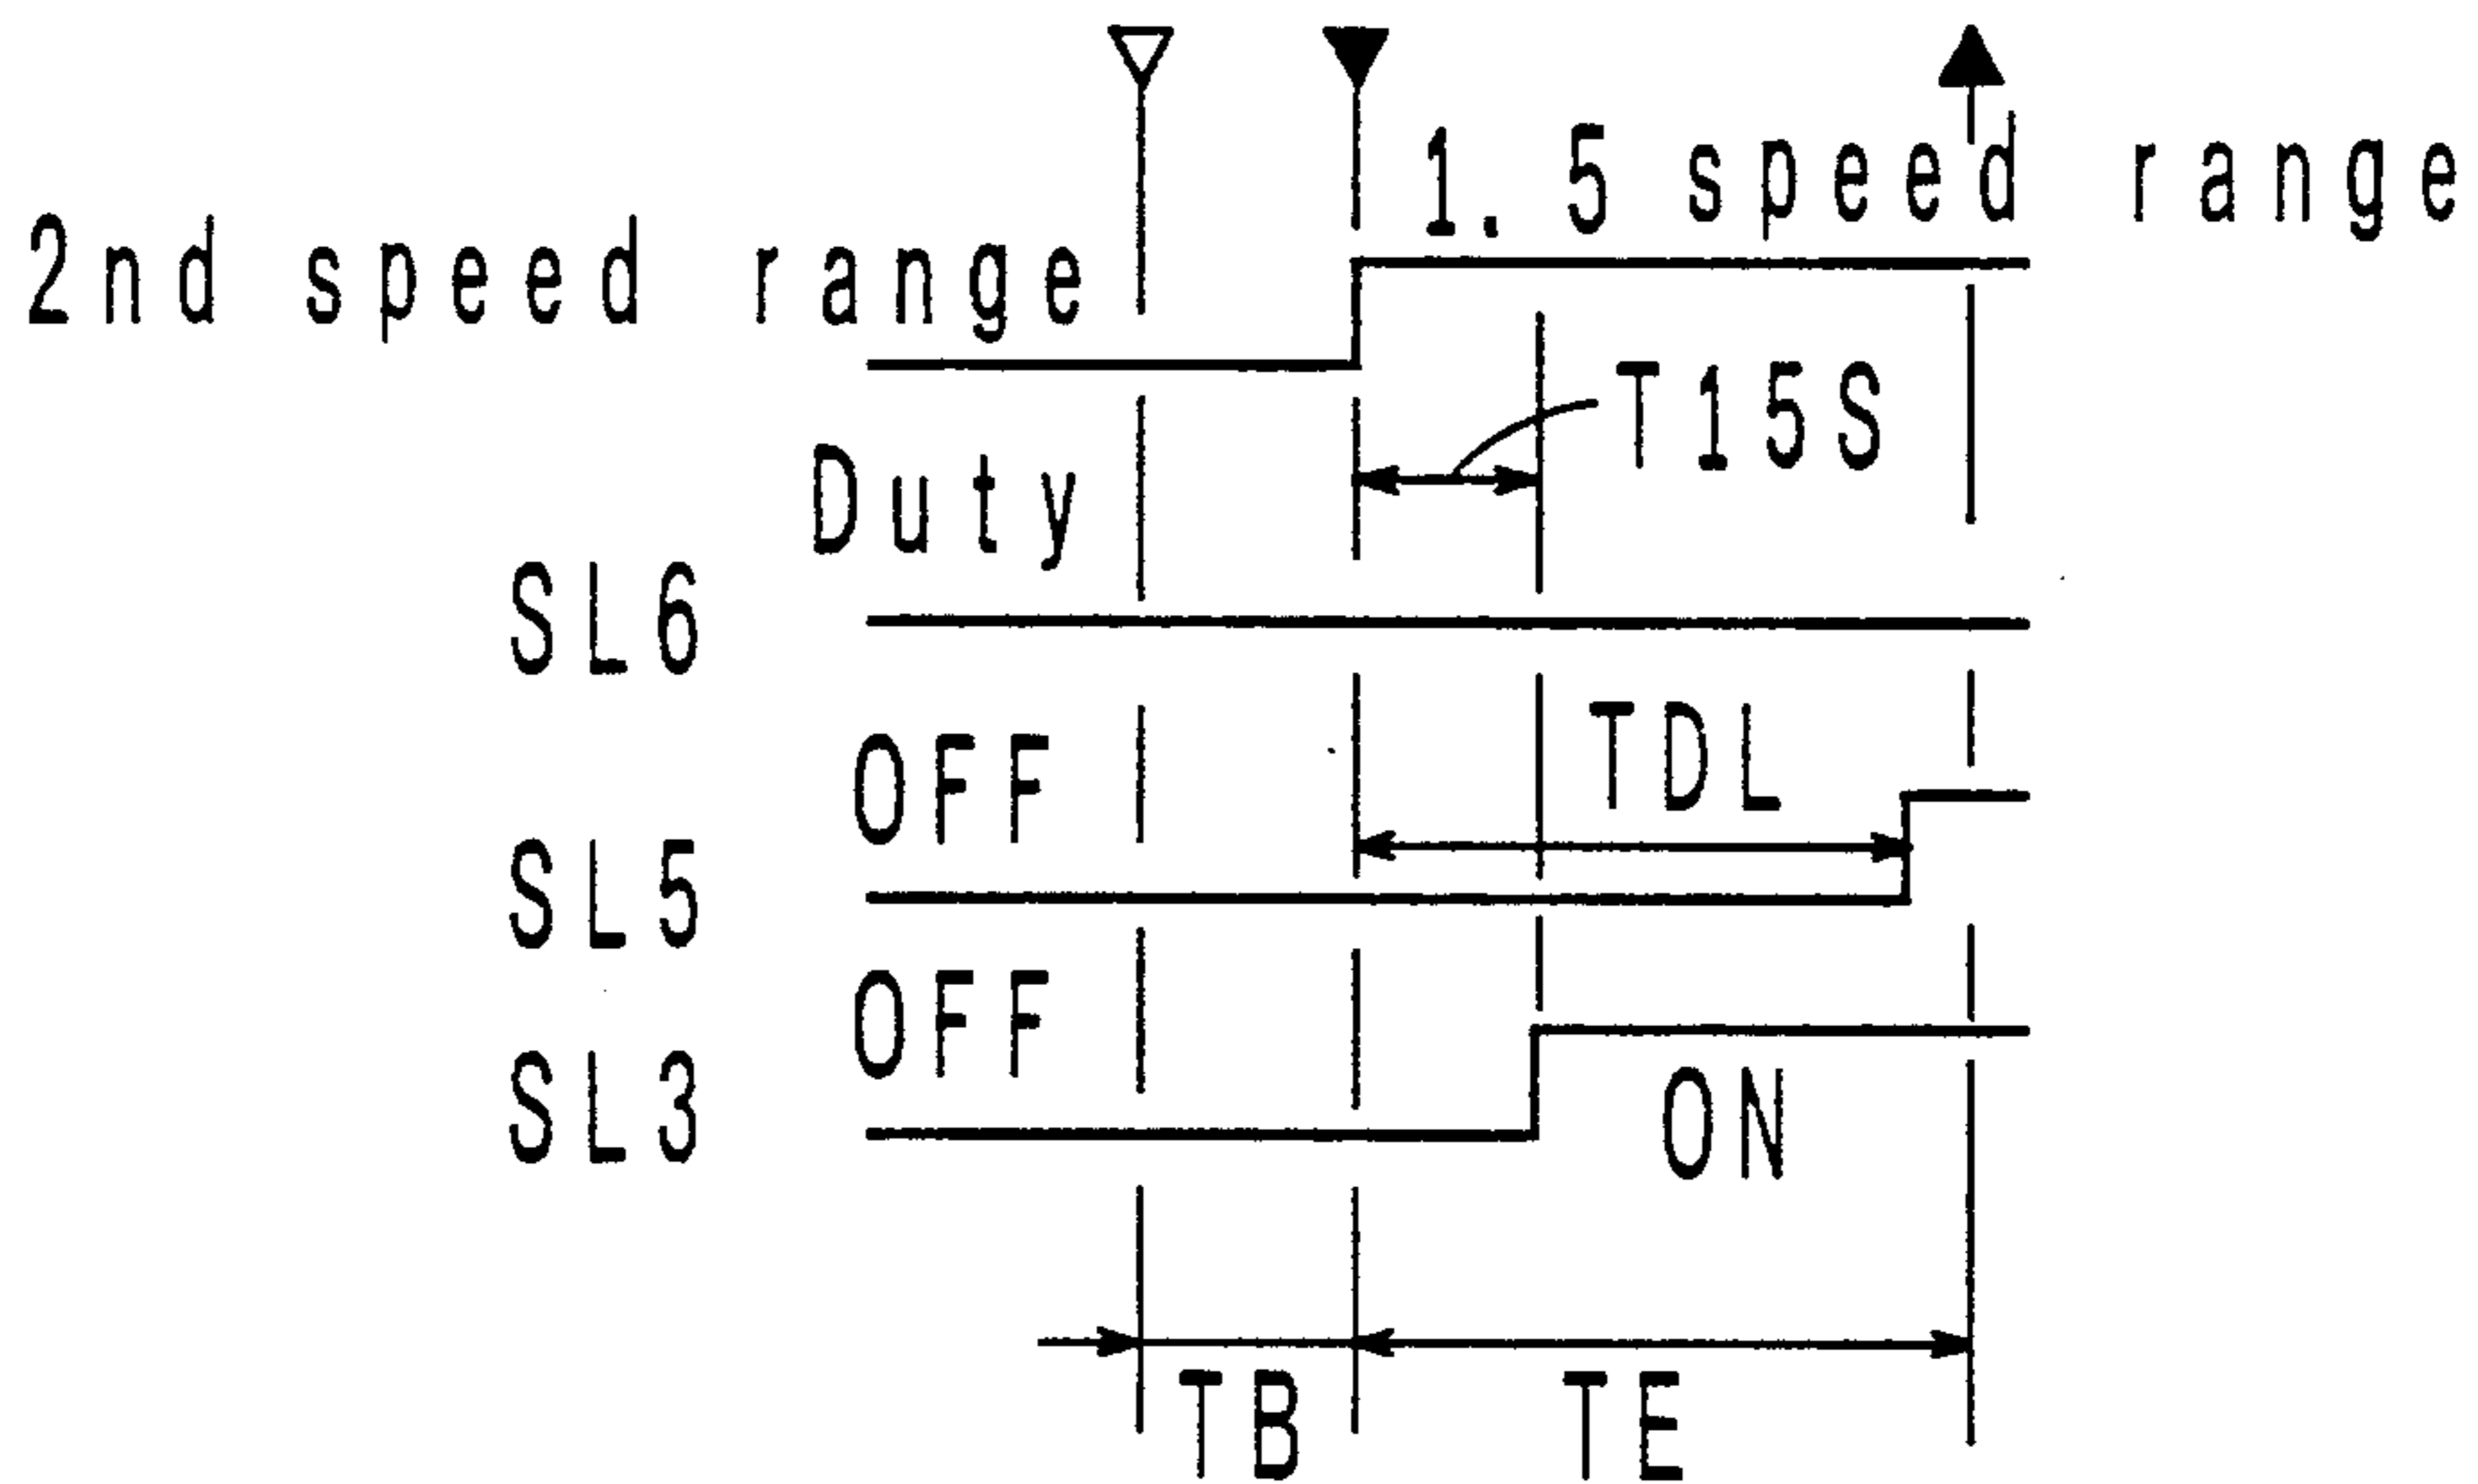 1.5 speed range
2nd speed range
T15S
Duty
SL6
TDL
OFF
SL5
OFF
SL3
ON
TB TE